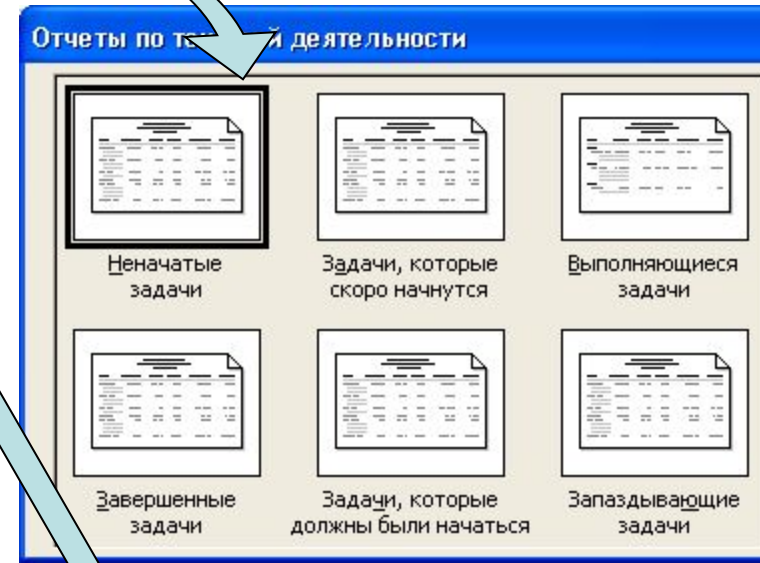 Отчеты по деятельности
Неначатые
задачи
Задачи, которые
скоро начнутся
Выполняющиеся
задачи
Завершенные
задачи
Задачи, которые
должны были начаться
Запаздывающие
задачи